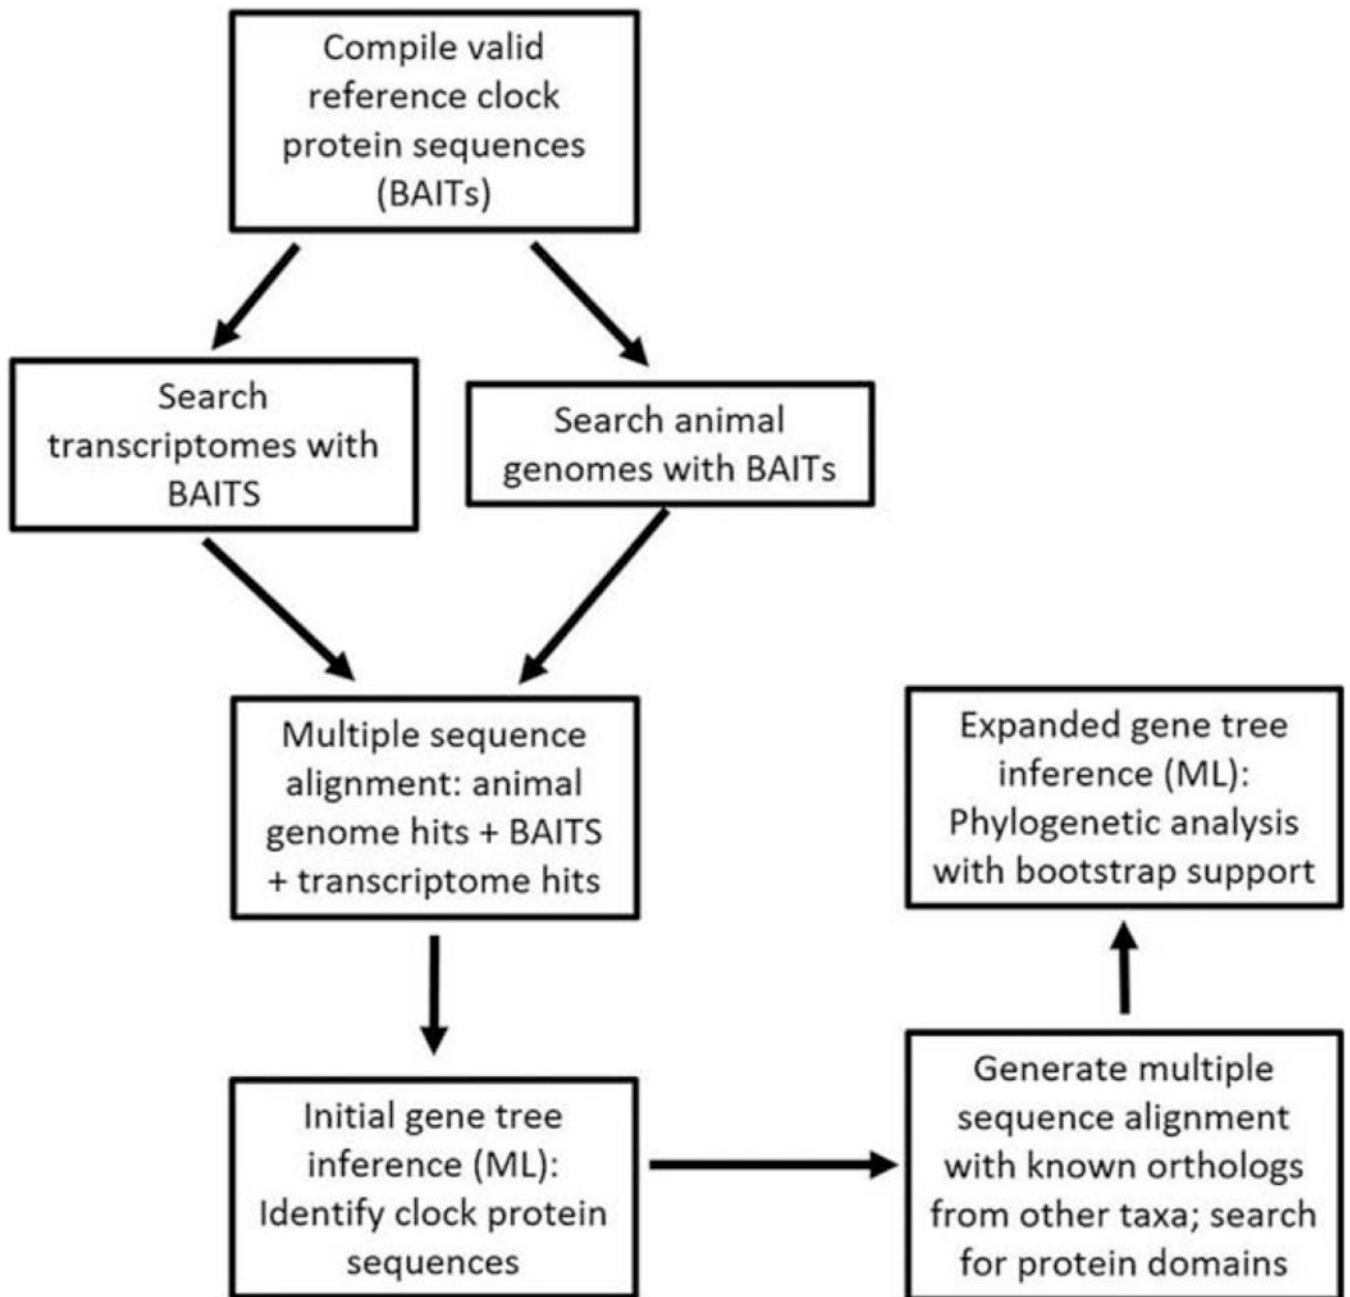 Compile valid
reference clock
protein sequences
(BAITs)
Search
transcriptomes with
BAITS
Search animal
genomes with BAITs
Multiple sequence
alignment: animal
genome hits + BAITS
+ transcriptome hits
Initial gene tree
inference (ML):
Identify clock protein
sequences
Generate multiple
sequence alignment
with known orthologs
from other taxa; search
for protein domains
Expanded gene tree
inference (ML):
Phylogenetic analysis
with bootstrap support